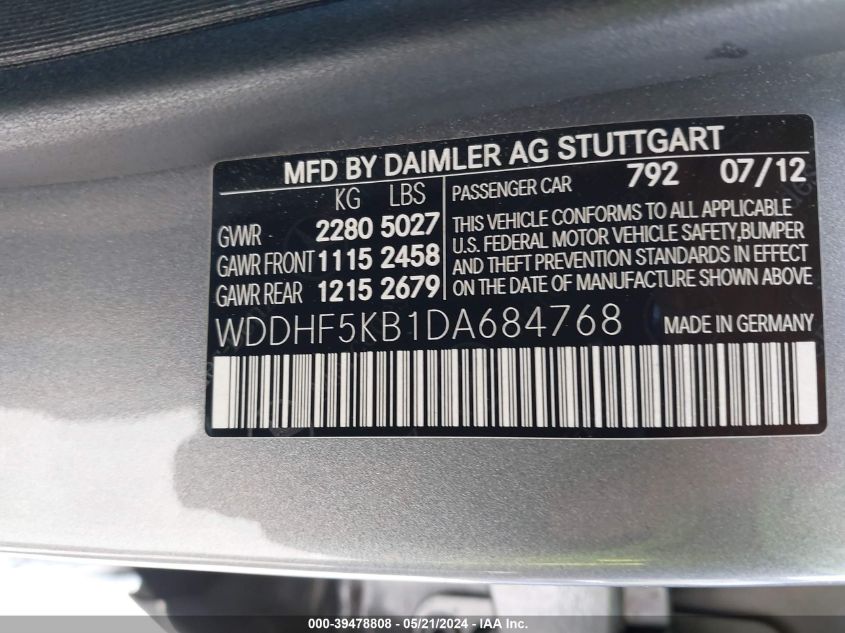 MFD BY DAIMLER AG STUTTGART
KG LBS
GVWR 2280 5027
GAWR FRONT 1115 2458
GAWR REAR 1215 2679
PASSENGER CAR 792 07/12
THIS VEHICLE CONFORMS TO ALL APPLICABLE
U.S. FEDERAL MOTOR VEHICLE SAFETY,BUMPER
AND THEFT PREVENTION STANDARDS IN EFFECT
ON THE DATE OF MANUFACTURE SHOWN ABOVE
WDDHF5KB1DA684768 MADE IN GERMANY
000-39478808 - 05/21/2024 - IAA Inc.